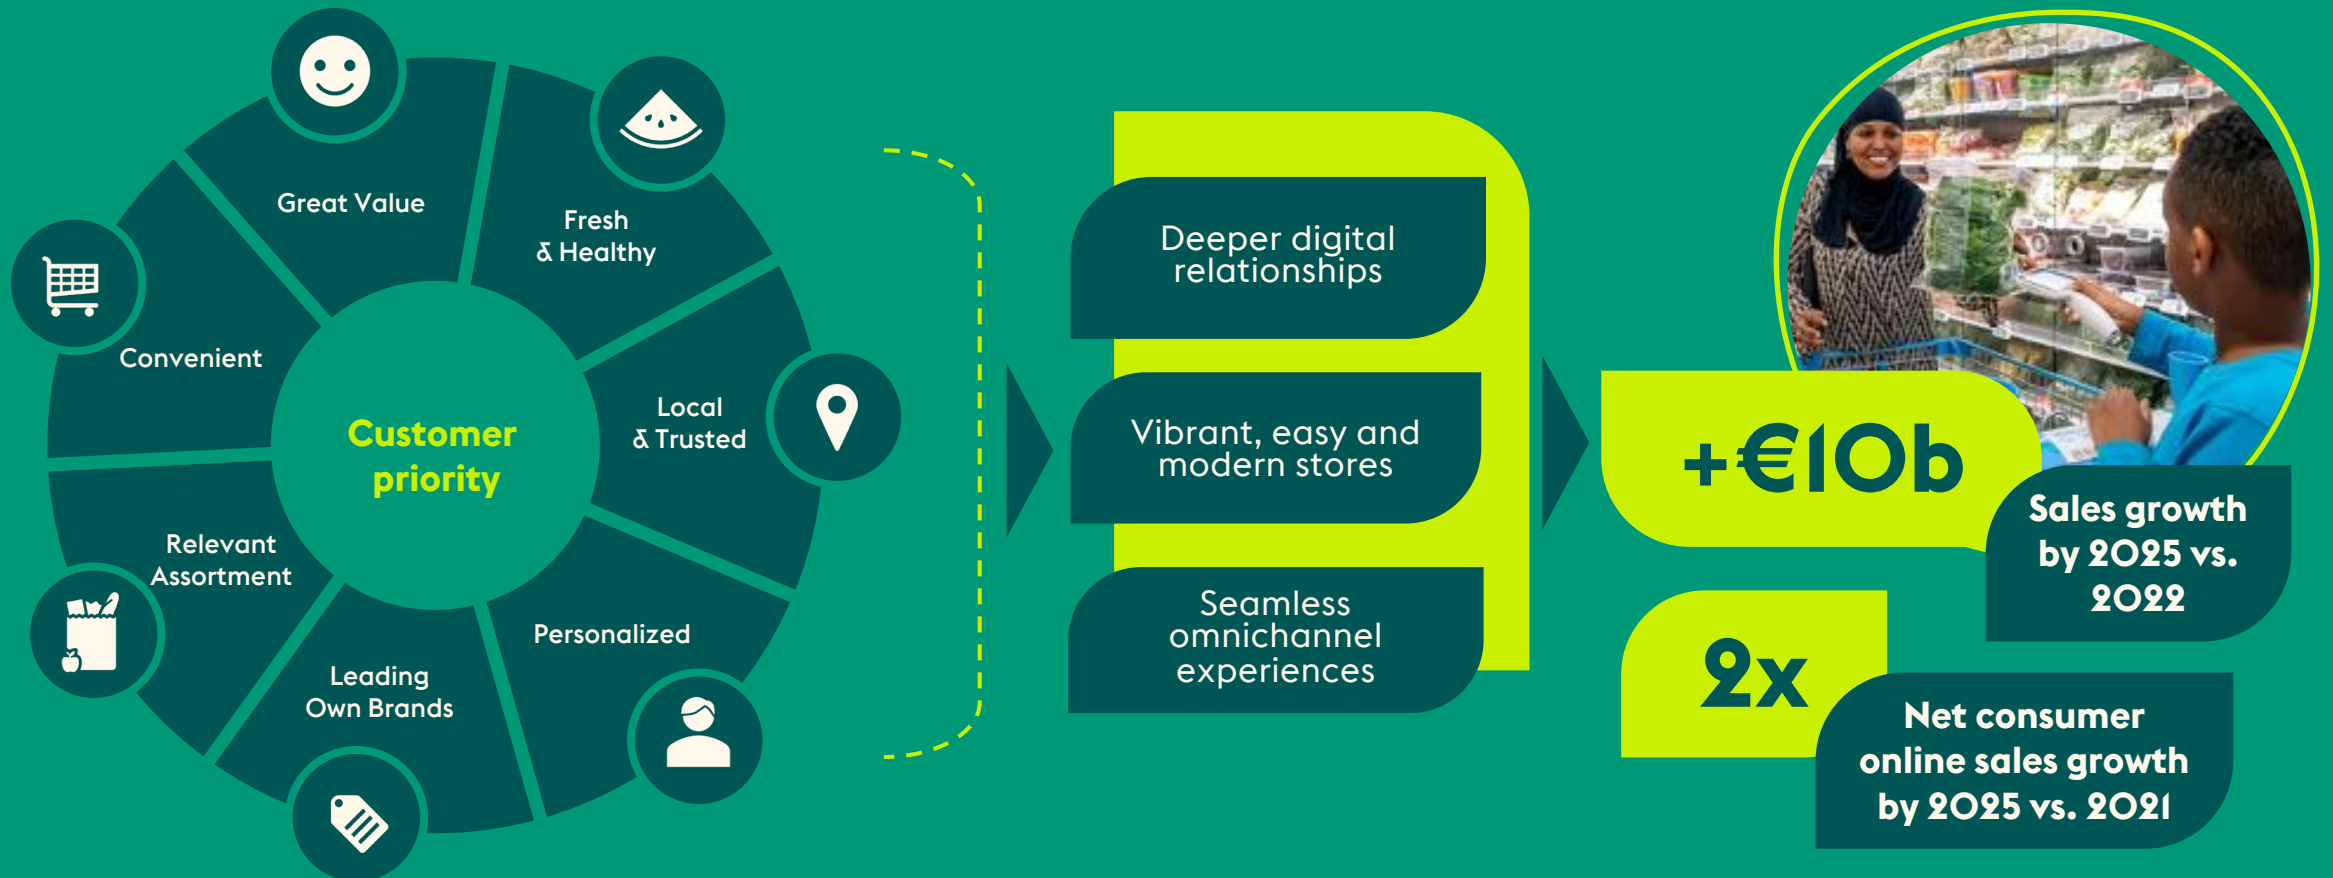 Great Value
Fresh
& Healthy
Local
& Trusted
Personalized
Leading
Own Brands
Relevant
Assortment
Convenient
Customer
priority
Deeper digital
relationships
Vibrant, easy and
modern stores
Seamless
omnichannel
experiences
+€10b
Sales growth
by 2025 vs.
2022
2x
Net consumer
online sales growth
by 2025 vs. 2021